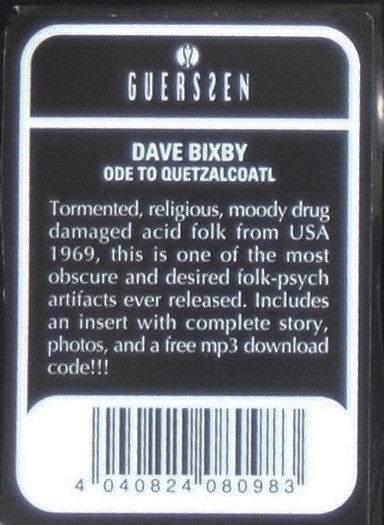 GUERSSEN
DAVE BIXBY
ODE TO QUETZALCOATL
Tormented, religious, moody drug
damaged acid folk from USA
1969, this is one of the most
obscure and desired folk-psych
artifacts ever released. Includes
an insert with complete story,
photos, and a free mp3 download
code!!!
4 040824 080983